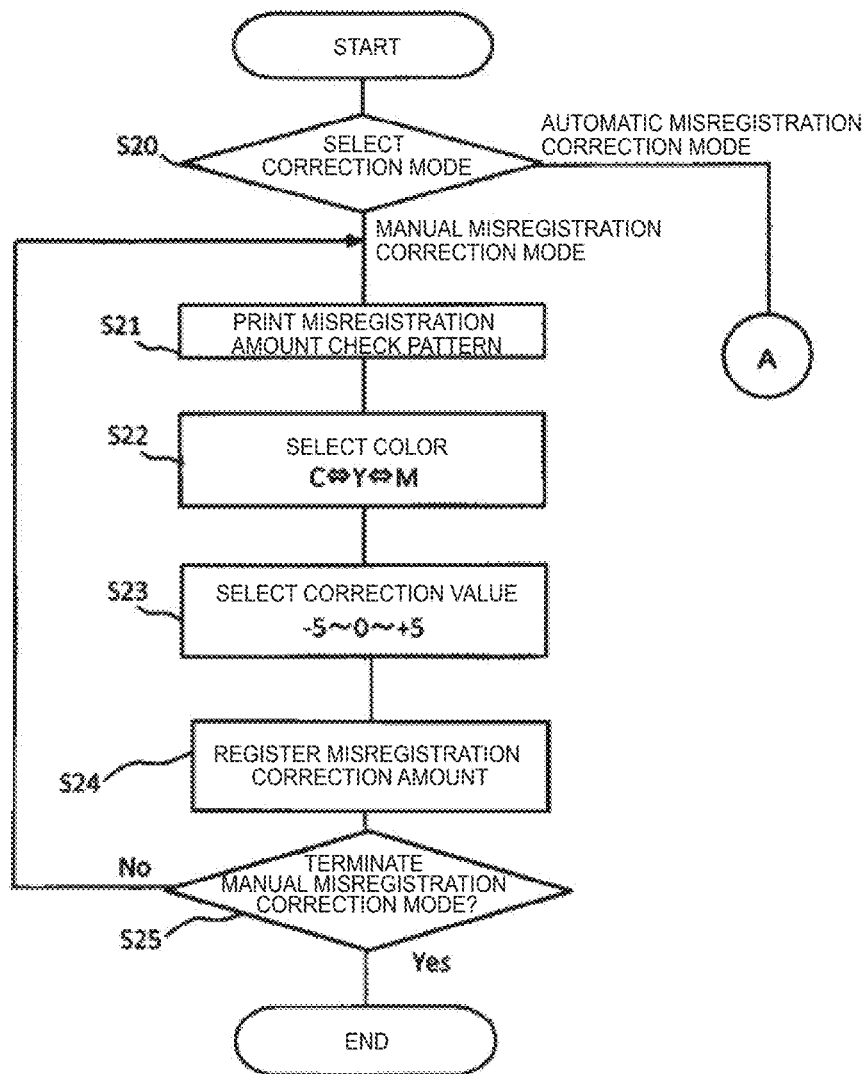 START
S20
SELECT
CORRECTION MODE
AUTOMATIC MISREGISTRATION
CORRECTION MODE
MANUAL MISREGISTRATION
CORRECTION MODE
A
S21
PRINT MISREGISTRATION
AMOUNT CHECK PATTERN
S22
SELECT COLOR
C⇔Y⇔M
S23
SELECT CORRECTION VALUE
-5~0~+5
S24
REGISTER MISREGISTRATION
CORRECTION AMOUNT
No
TERMINATE
MANUAL MISREGISTRATION
CORRECTION MODE?
S25
Yes
END